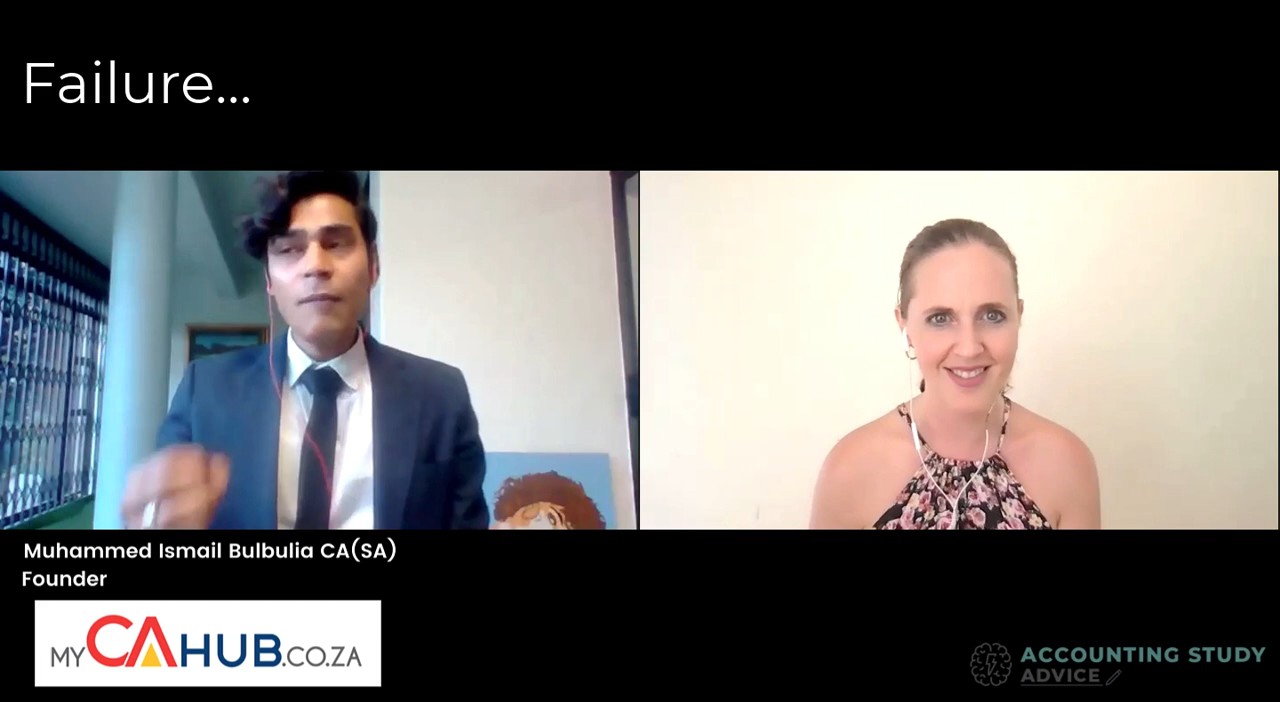 Failure...
Muhammed Ismail Bulbulia CA(SA)
Founder
MYCAHUB.CO.ZA
ACCOUNTING STUDY
ADVICE